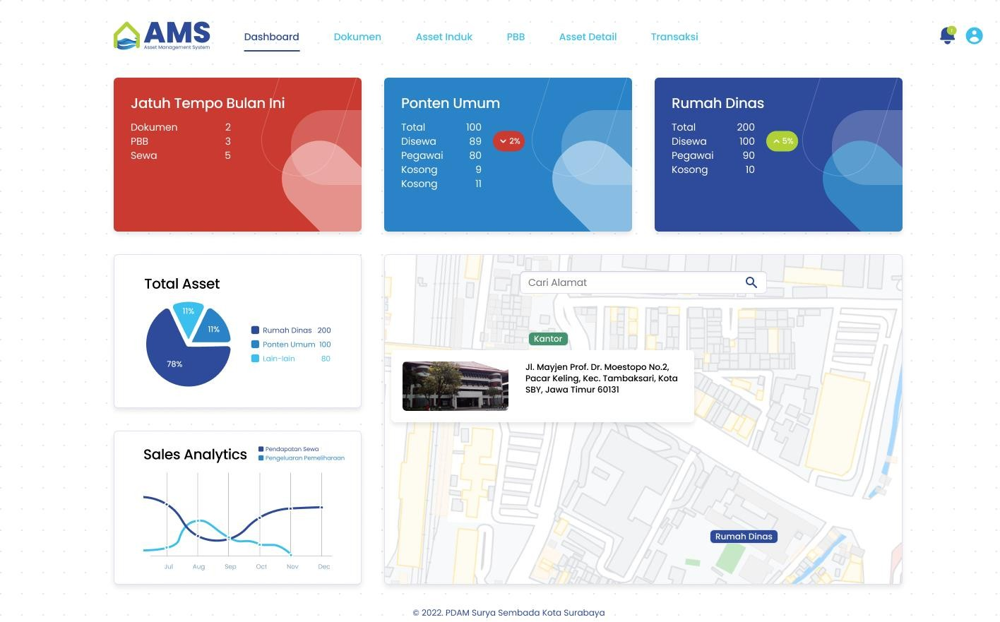 AMS
Asset Management System
Dashboard
Dokumen
Asset Induk
PBB
Asset Detail
Transaksi
!
Jatuh Tempo Bulan Ini
Dokumen 2
PBB 3
Sewa 5
Ponten Umum
Total 100
Disewa 89
2%
Pegawai 80
Kosong 9
Kosong 11
Rumah Dinas
Total 200
Disewa 100
5%
Pegawai 90
Kosong 10
Total Asset
11%
11%
78%
Rumah Dinas 200
Ponten Umum 100
Lain-lain 80
Cari Alamat
Kantor
Jl. Mayjen Prof. Dr. Moestopo No.2,
Pacar Keling, Kec. Tambaksari, Kota
SBY, Jawa Timur 60131
Rumah Dinas
Sales Analytics
Pendapatan Sewa
Pengeluaran Pemeliharaan
Jul Aug Sep Oct Nov Dec
© 2022. PDAM Surya Sembada Kota Surabaya